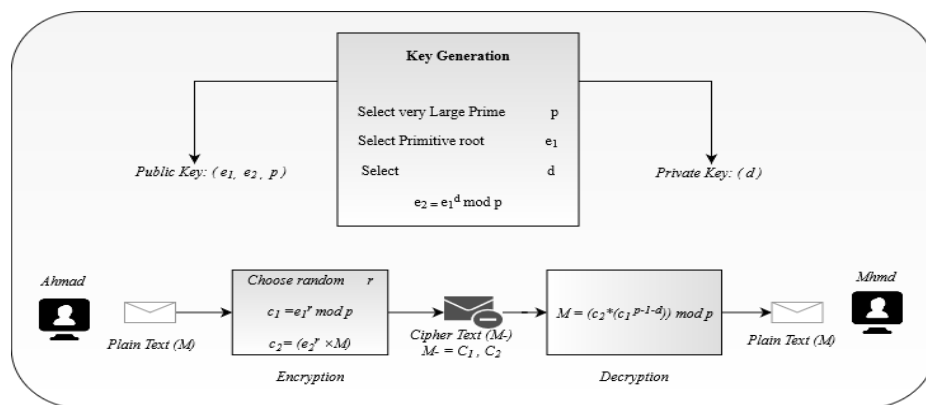 Key Generation
Select very Large Prime p
Select Primitive root e₁
Select d
e₂ = e₁ᵈ mod p
Public Key: ( e₁, e₂ , p )
Private Key: ( d )
Ahmad
Plain Text (M)
Choose random r
c₁ =e₁ʳ mod p
c₂= (e₂ʳ ×M)
Encryption
Cipher Text (M-)
M- = C₁ , C₂
M = (c₂*(c₁ᵖ⁻¹⁻ᵈ)) mod p
Decryption
Plain Text (M)
Mhmd